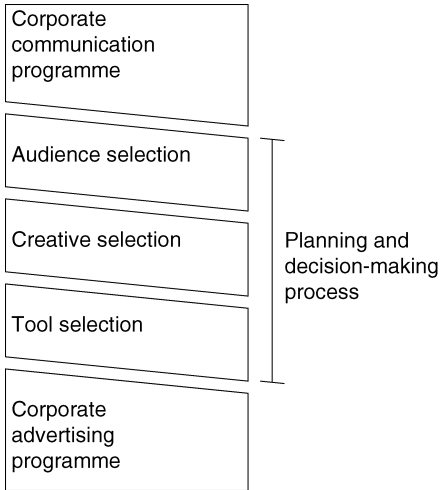 Corporate
communication
programme
Audience selection
Creative selection
Planning and
decision-making
process
Tool selection
Corporate
advertising
programme